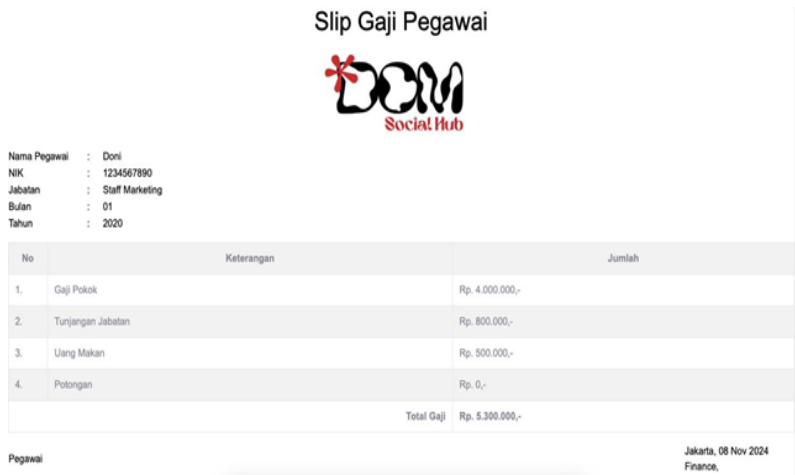 Slip Gaji Pegawai
DOM
Social Hub
Nama Pegawai : Doni
NIK : 1234567890
Jabatan : Staff Marketing
Bulan : 01
Tahun : 2020
No Keterangan Jumlah
1. Gaji Pokok Rp. 4.000.000,-
2. Tunjangan Jabatan Rp. 800.000,-
3. Uang Makan Rp. 500.000,-
4. Potongan Rp. 0,-
Total Gaji Rp. 5.300.000,-
Pegawai
Jakarta, 08 Nov 2024
Finance,